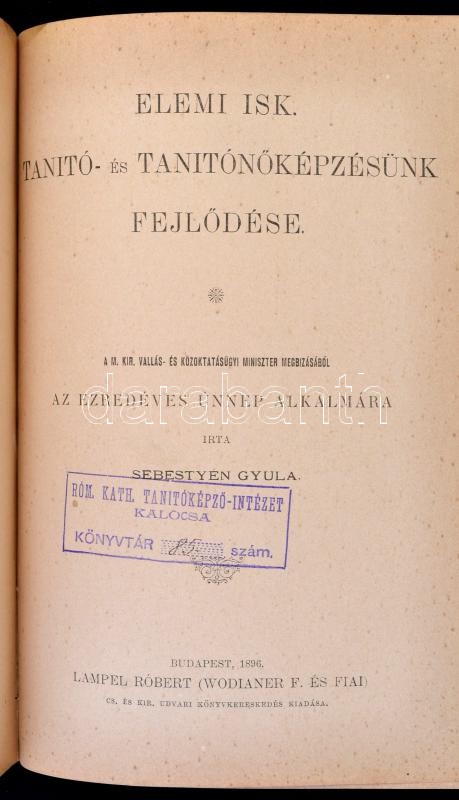 ELEMI ISK.
TANITÓ- ÉS TANITÓNŐKÉPZÉSÜNK
FEJLŐDÉSE.
A M. KIR. VALLÁS- ÉS KÖZOKTATÁSÜGYI MINISZTER MEGBIZÁSÁBÓL
darabanth
AZ EZREDÉVES ÜNNEP ALKALMÁRA
IRTA
SEBESTYÉN GYULA.
RÓM. KATH. TANITÓKÉPZŐ-INTÉZET
KALOCSA
KÖNYVTÁR 85 szám.
BUDAPEST, 1896.
LAMPEL RÓBERT (WODIANER F. ÉS FIAI)
CS. ÉS KIR. UDVARI KÖNYVKERESKEDÉS KIADÁSA.